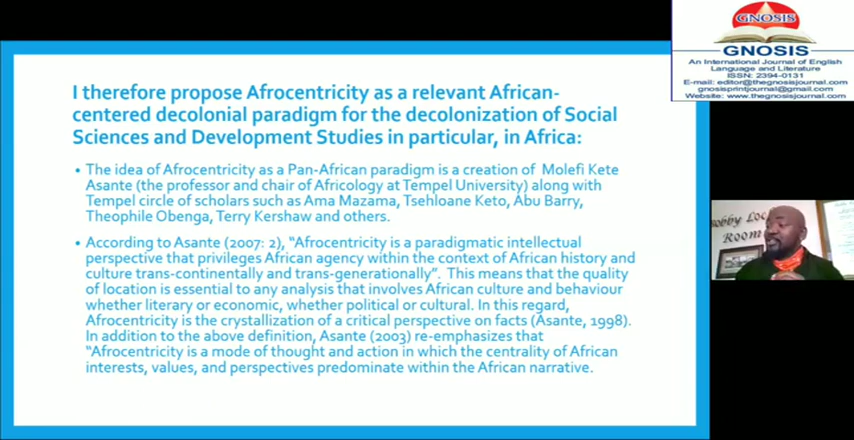 I therefore propose Afrocentricity as a relevant African-
centered decolonial paradigm for the decolonization of Social
Sciences and Development Studies in particular, in Africa:
• The idea of Afrocentricity as a Pan-African paradigm is a creation of Molefi Kete
Asante (the professor and chair of Africology at Tempel University) along with
Tempel circle of scholars such as Ama Mazama, Tsehloane Keto, Abu Barry,
Theophile Obenga, Terry Kershaw and others.
• According to Asante (2007: 2), “Afrocentricity is a paradigmatic intellectual
perspective that privileges African agency within the context of African history and
culture trans-continentally and trans-generationally”. This means that the quality
of location is essential to any analysis that involves African culture and behaviour
whether literary or economic, whether political or cultural. In this regard,
Afrocentricity is the crystallization of a critical perspective on facts (Asante, 1998).
In addition to the above definition, Asante (2003) re-emphasizes that
“Afrocentricity is a mode of thought and action in which the centrality of African
interests, values, and perspectives predominate within the African narrative.
GNOSIS
GNOSIS
An International Journal of English
Language and Literature
ISSN: 2394-0131
E-mail: editor@thegnosisjournal.com
gnosisprintjournal@gmail.com
Website: www.thegnosisjournal.com
Room